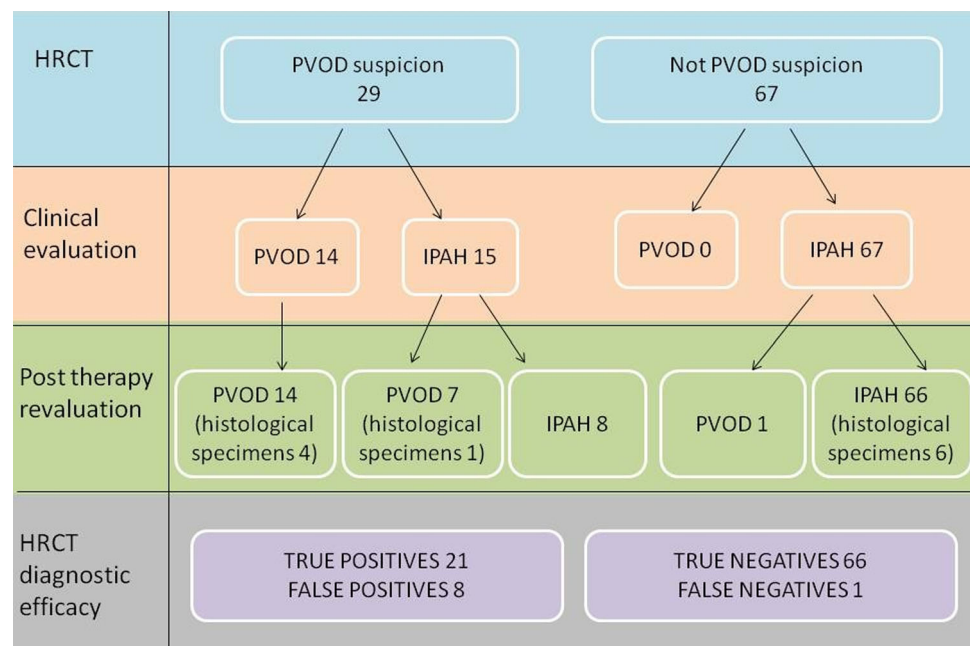 HRCT
PVOD suspicion
29
Not PVOD suspicion
67
Clinical
evaluation
PVOD 14
IPAH 15
PVOD 0
IPAH 67
Post therapy
revaluation
PVOD 14
(histological
specimens 4)
PVOD 7
(histological
specimens 1)
IPAH 8
PVOD 1
IPAH 66
(histological
specimens 6)
HRCT
diagnostic
efficacy
TRUE POSITIVES 21
FALSE POSITIVES 8
TRUE NEGATIVES 66
FALSE NEGATIVES 1